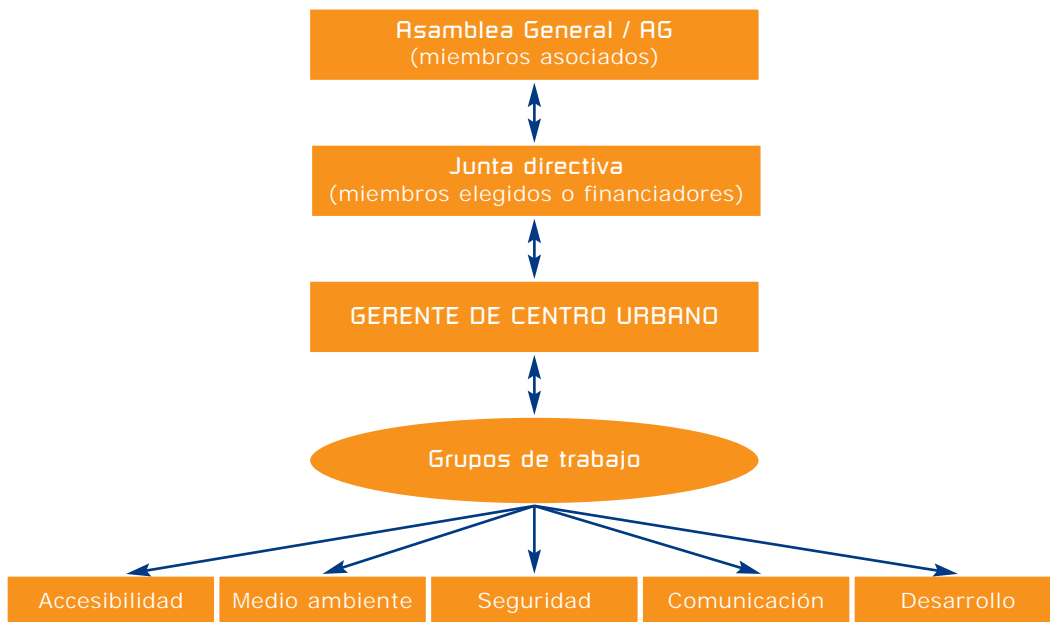 Asamblea General / AG
(miembros asociados)
Junta directiva
(miembros elegidos o financiadores)
GERENTE DE CENTRO URBANO
Grupos de trabajo
Accesibilidad
Medio ambiente
Seguridad
Comunicación
Desarrollo